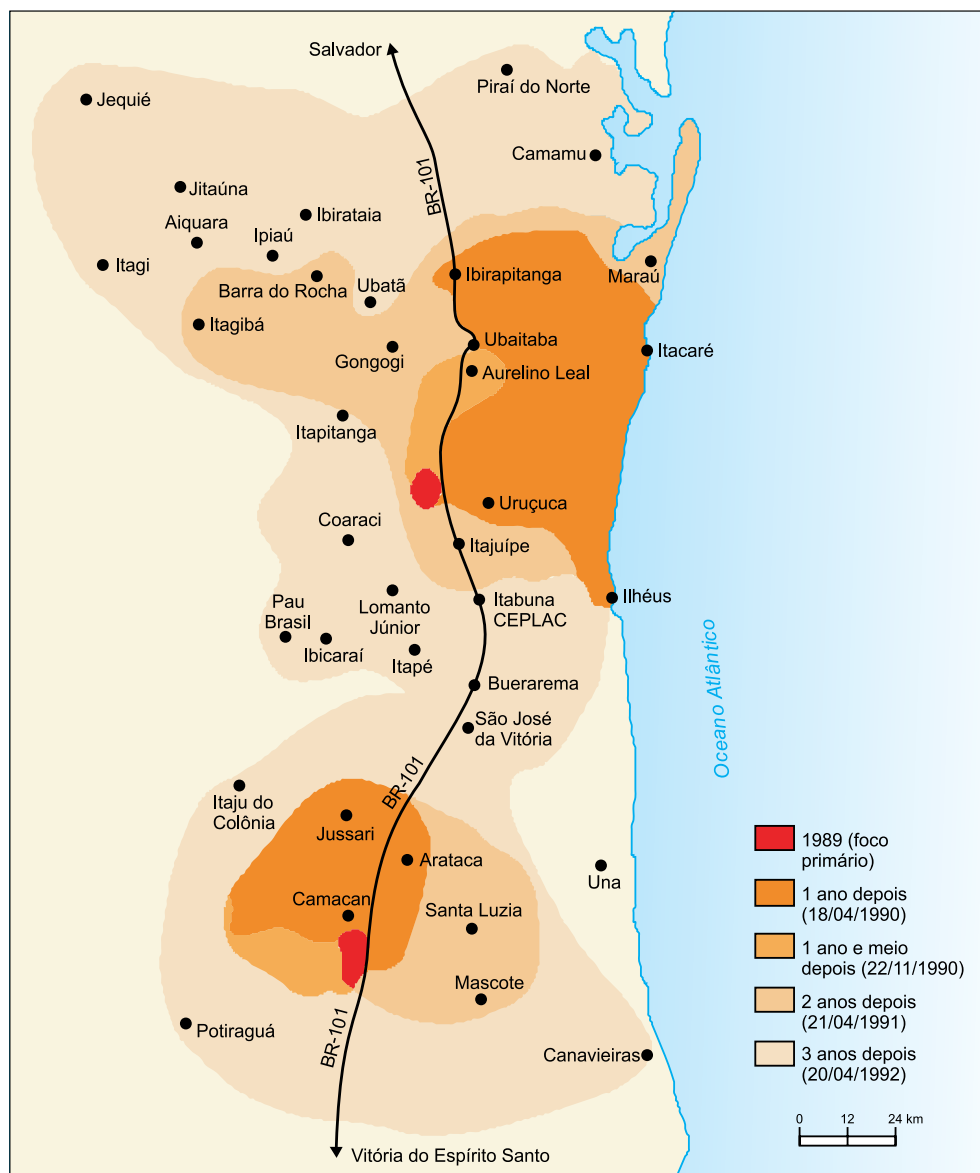 Salvador
Piraí do Norte
Jequié
Camamu
BR-101
Jitaúna
Ibirataia
Aiquara
Ipiaú
Itagi
Ibirapitanga
Maraú
Barra do Rocha
Ubatã
Itagibá
Ubaitaba
Gongogi
Itacaré
Aurelino Leal
Itapitanga
Uruçuca
Coaraci
Itajuípe
Ilhéus
Itabuna
CEPLAC
Lomanto
Júnior
Pau
Brasil
Ibicaraí
Itapé
Buerarema
São José
da Vitória
Oceano Atlântico
BR-101
Itaju do
Colônia
Jussari
Arataca
Una
Camacan
Santa Luzia
Mascote
Potiraguá
BR-101
Canavieiras
Vitória do Espírito Santo
1989 (foco
primário)
1 ano depois
(18/04/1990)
1 ano e meio
depois (22/11/1990)
2 anos depois
(21/04/1991)
3 anos depois
(20/04/1992)
0 12 24 km